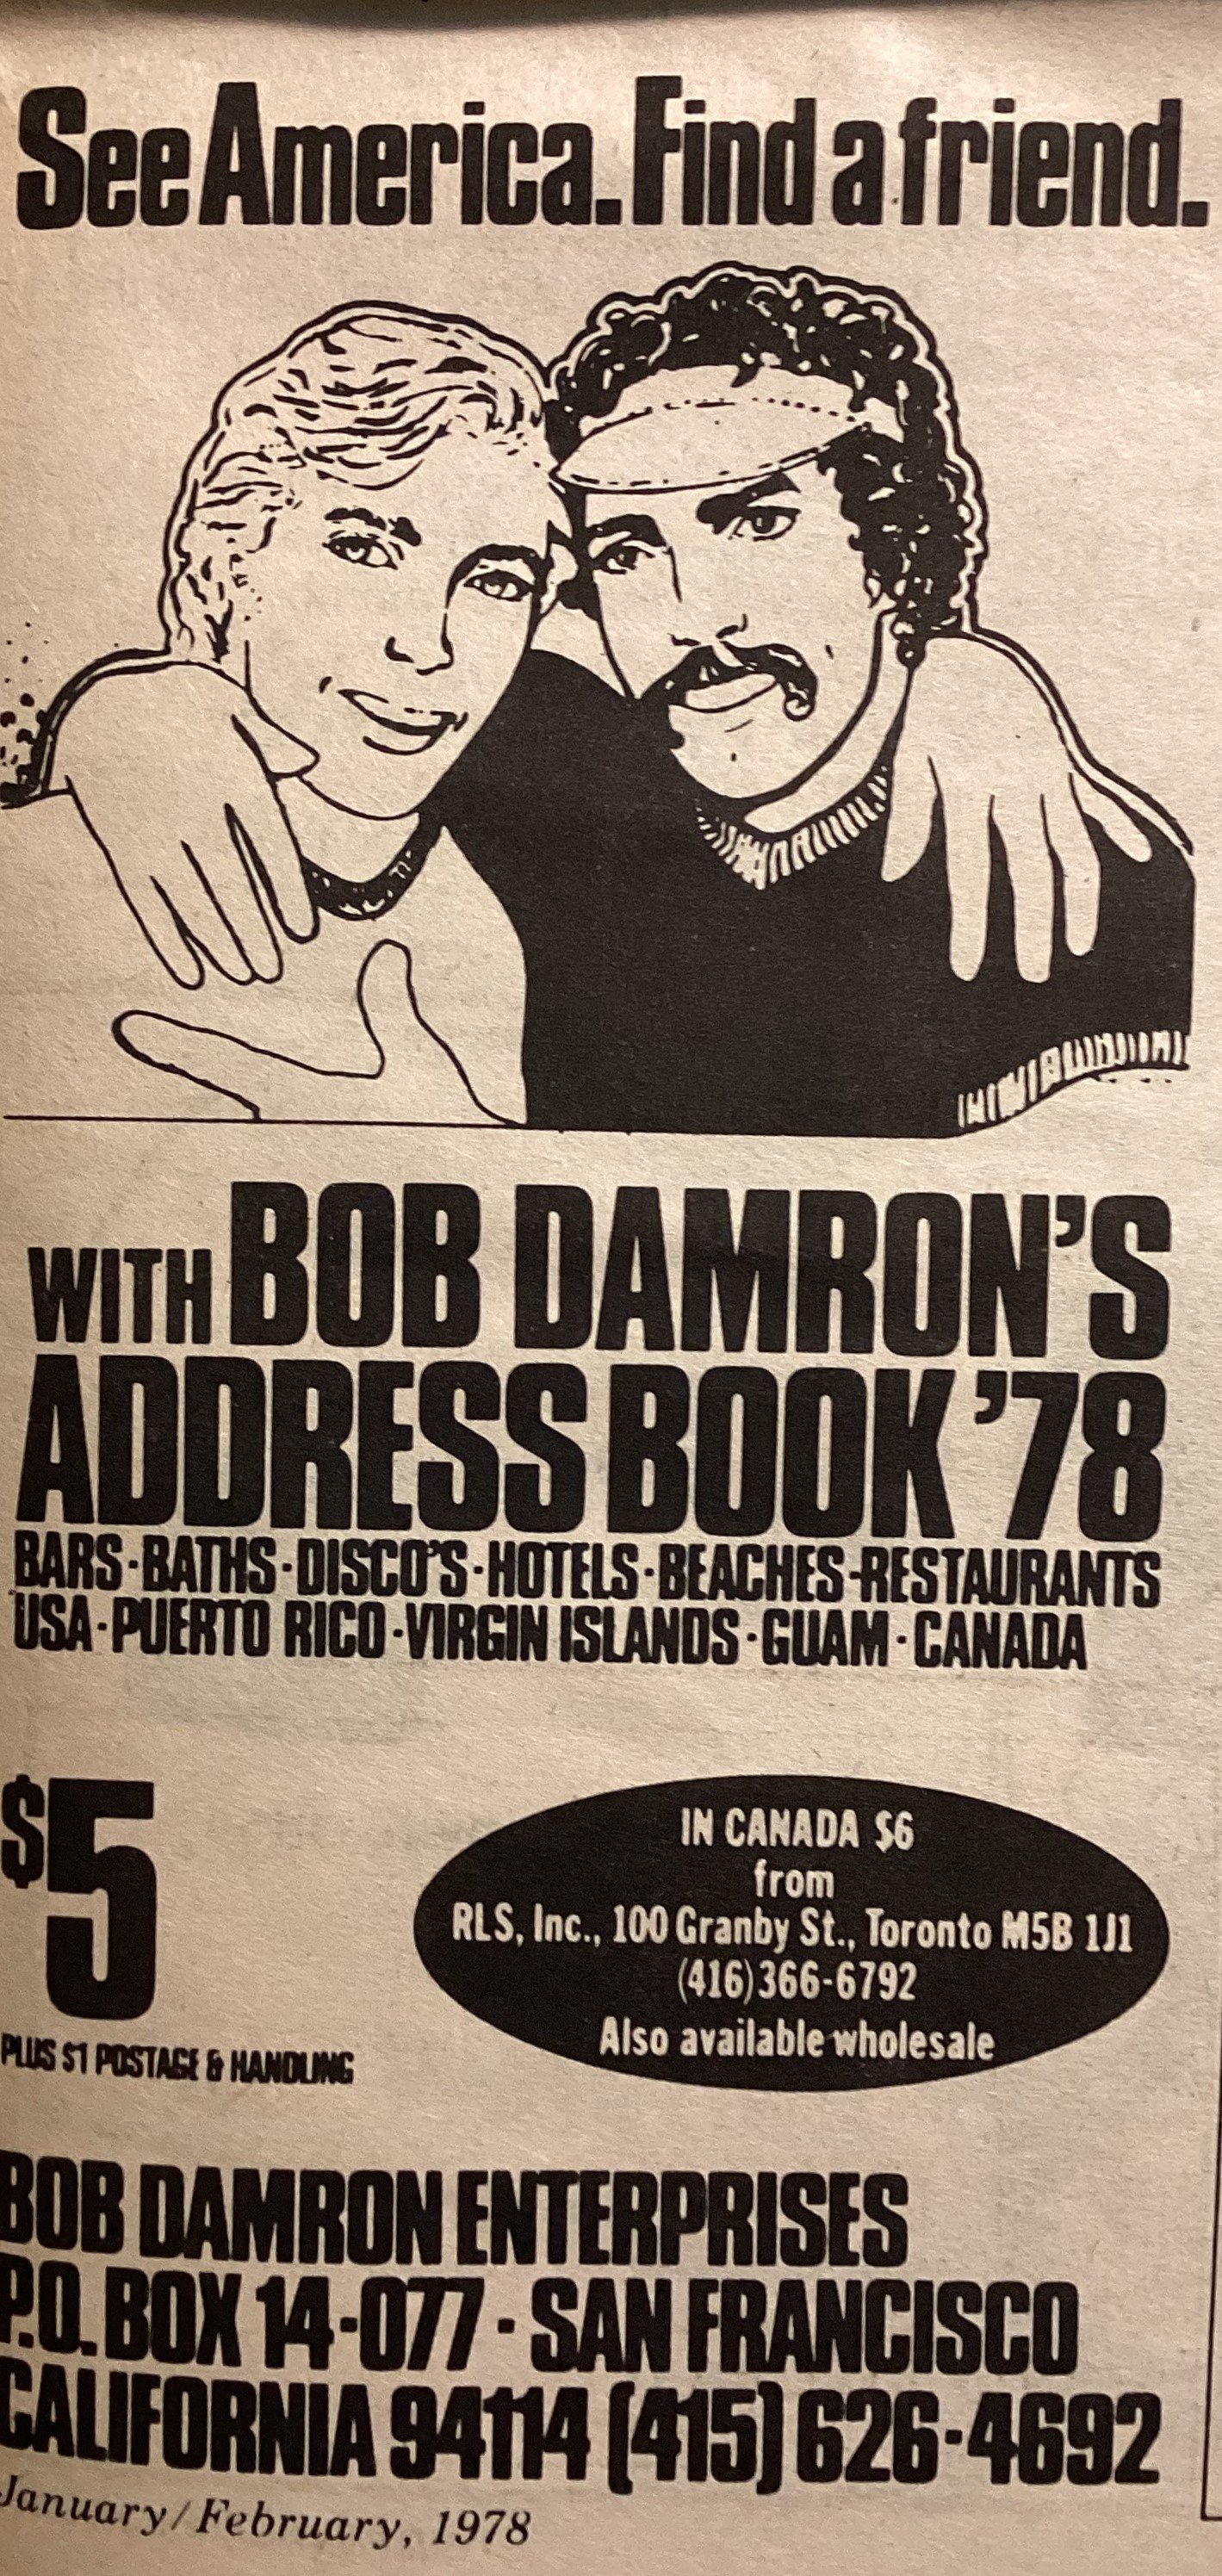 See America. Find a friend.
WITH BOB DAMRON'S
ADDRESS BOOK '78
BARS·BATHS·DISCO'S·HOTELS·BEACHES·RESTAURANTS
USA·PUERTO RICO·VIRGIN ISLANDS·GUAM·CANADA
$5
PLUS $1 POSTAGE & HANDLING
IN CANADA $6
from
RLS, Inc., 100 Granby St., Toronto M5B 1J1
(416)366-6792
Also available wholesale
BOB DAMRON ENTERPRISES
P.O. BOX 14-077 · SAN FRANCISCO
CALIFORNIA 94114 (415) 626-4692
January/February, 1978